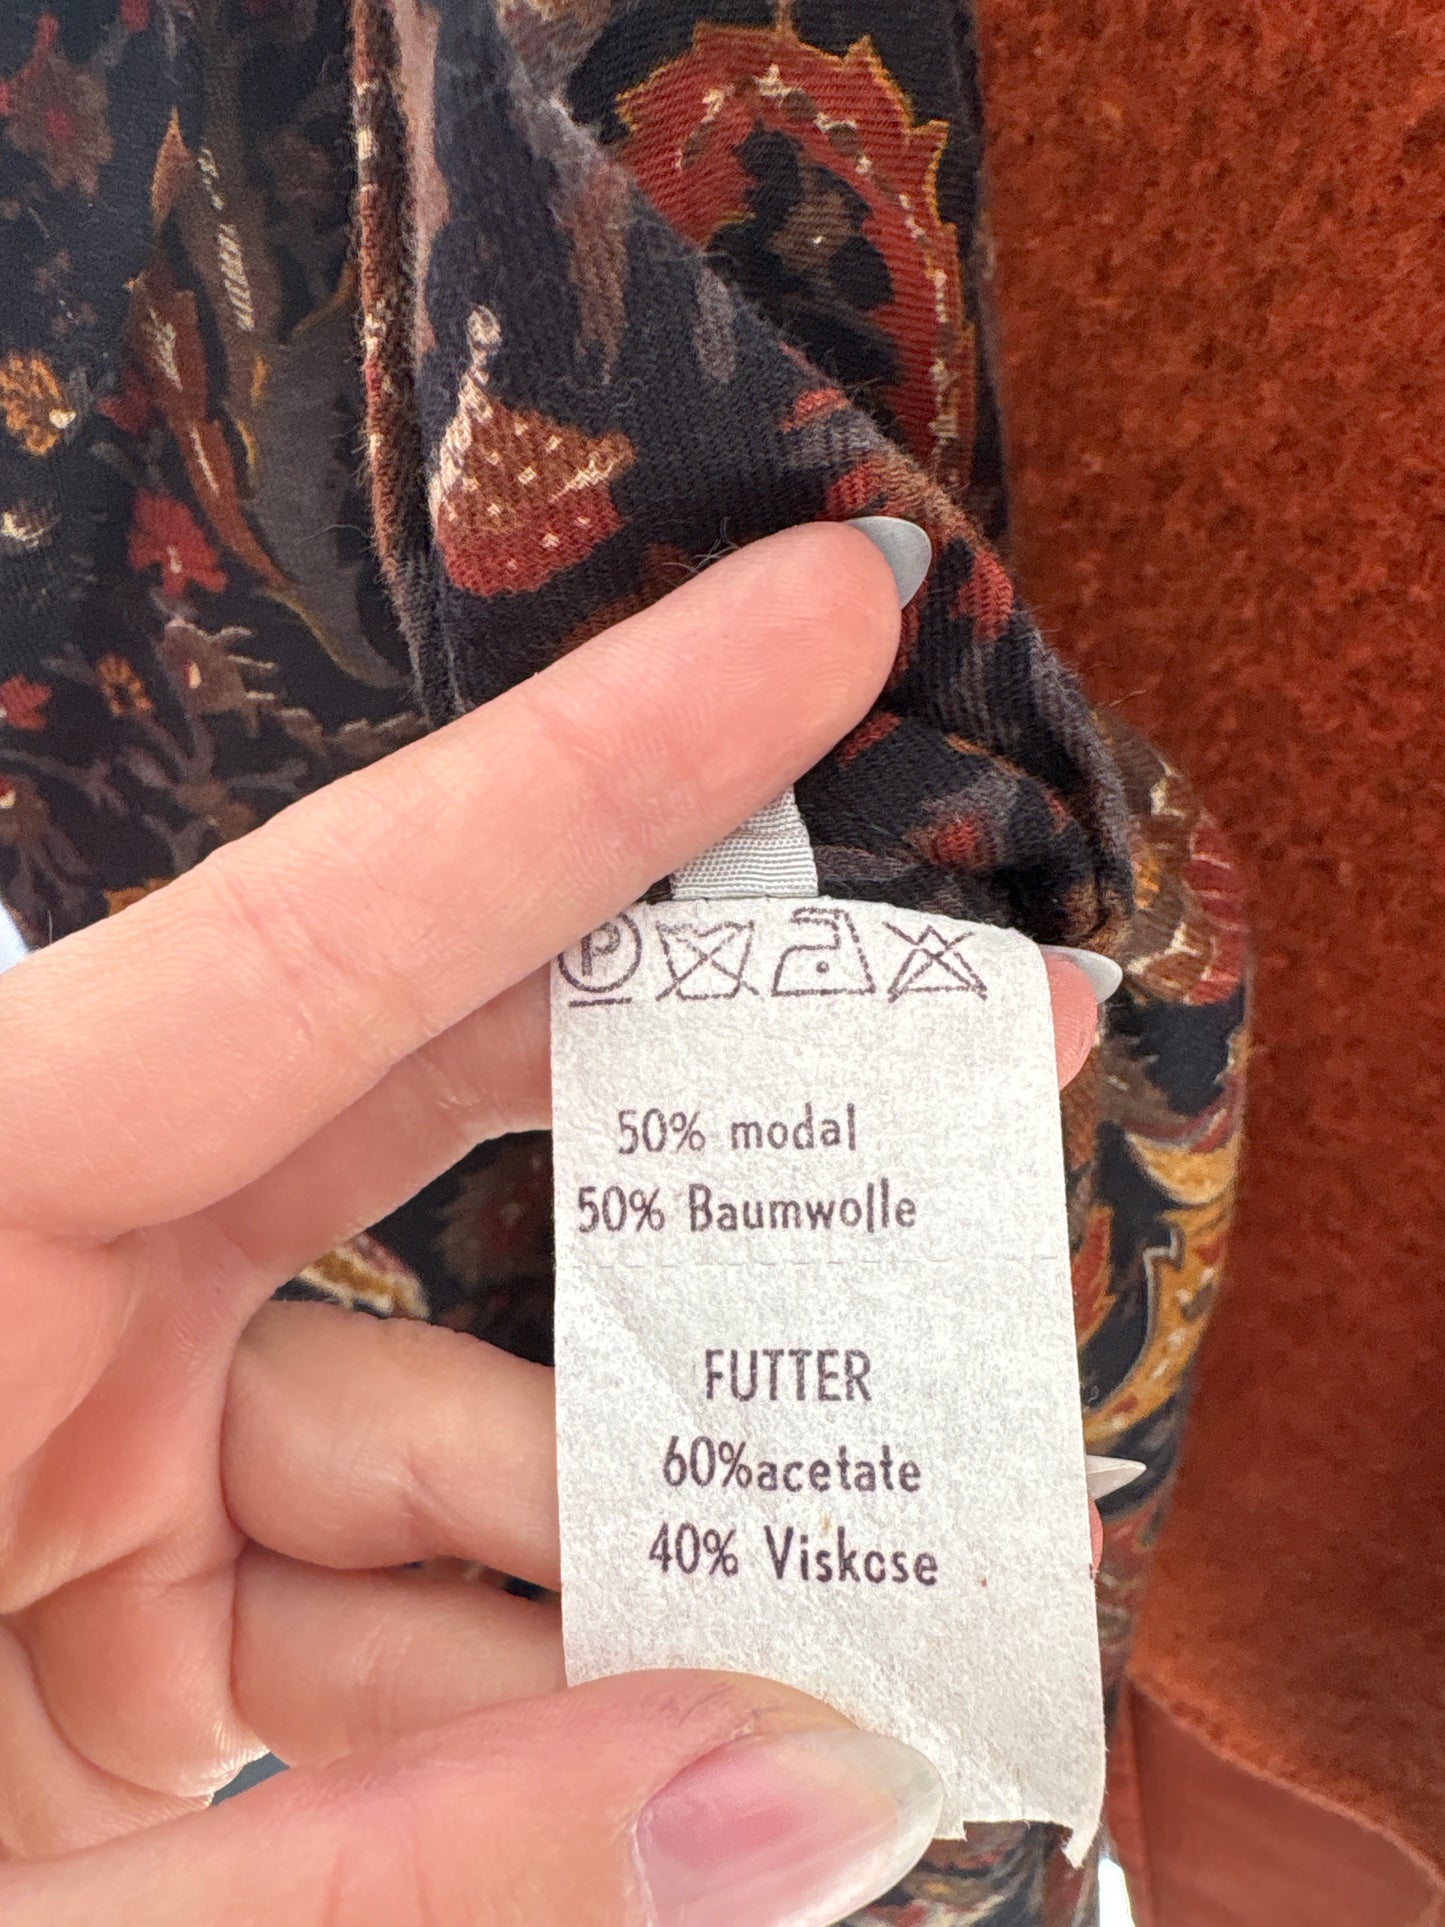 P
50% modal
50% Baumwolle
FUTTER
60%acetate
40% Viskose